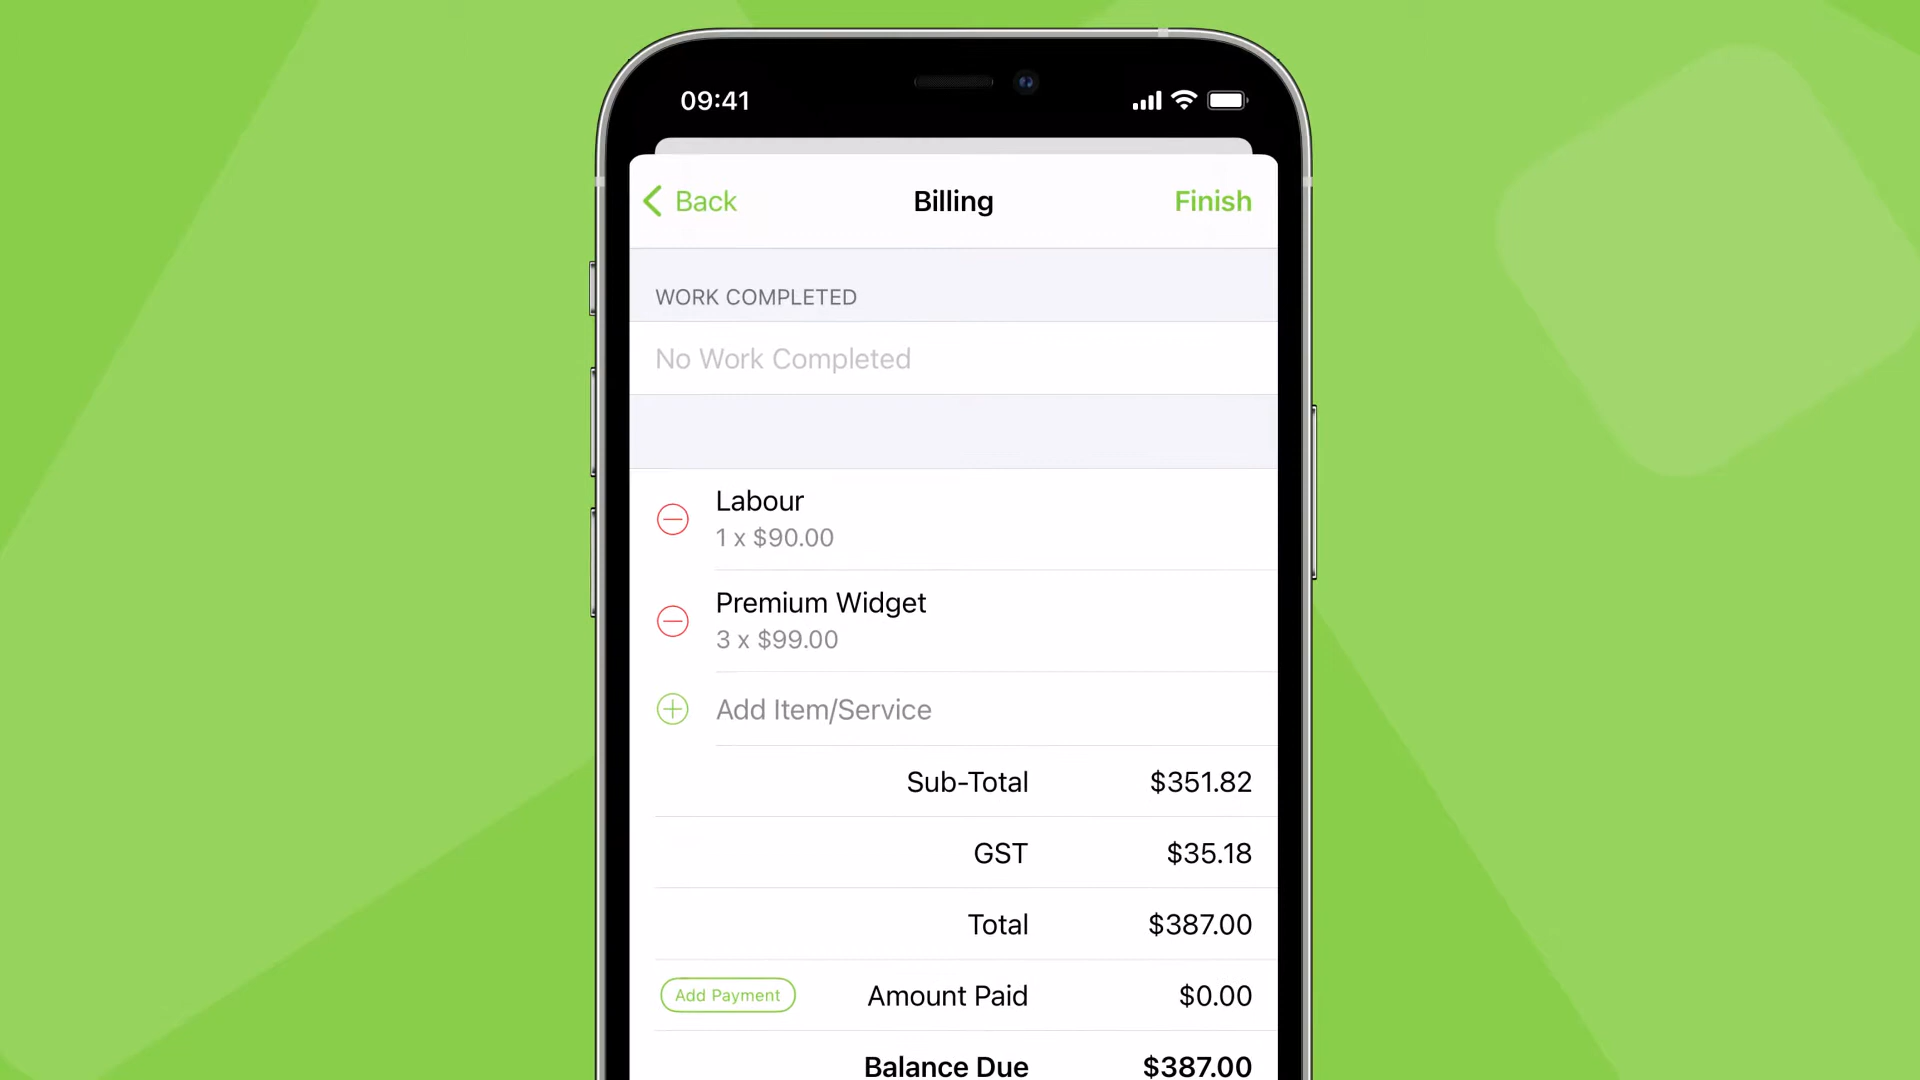 09:41
Back Billing Finish
WORK COMPLETED
No Work Completed
Labour
1 x $90.00
Premium Widget
3 x $99.00
Add Item/Service
Sub-Total $351.82
GST $35.18
Total $387.00
Add Payment Amount Paid $0.00
Balance Due $387.00